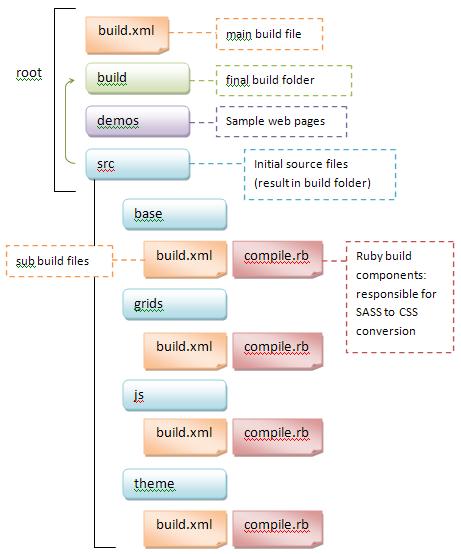 build.xml
main build file
root
build
final build folder
demos
Sample web pages
src
Initial source files
(result in build folder)
base
sub build files
build.xml
compile.rb
Ruby build
components:
responsible for
SASS to CSS
conversion
grids
build.xml
compile.rb
js
build.xml
compile.rb
theme
build.xml
compile.rb